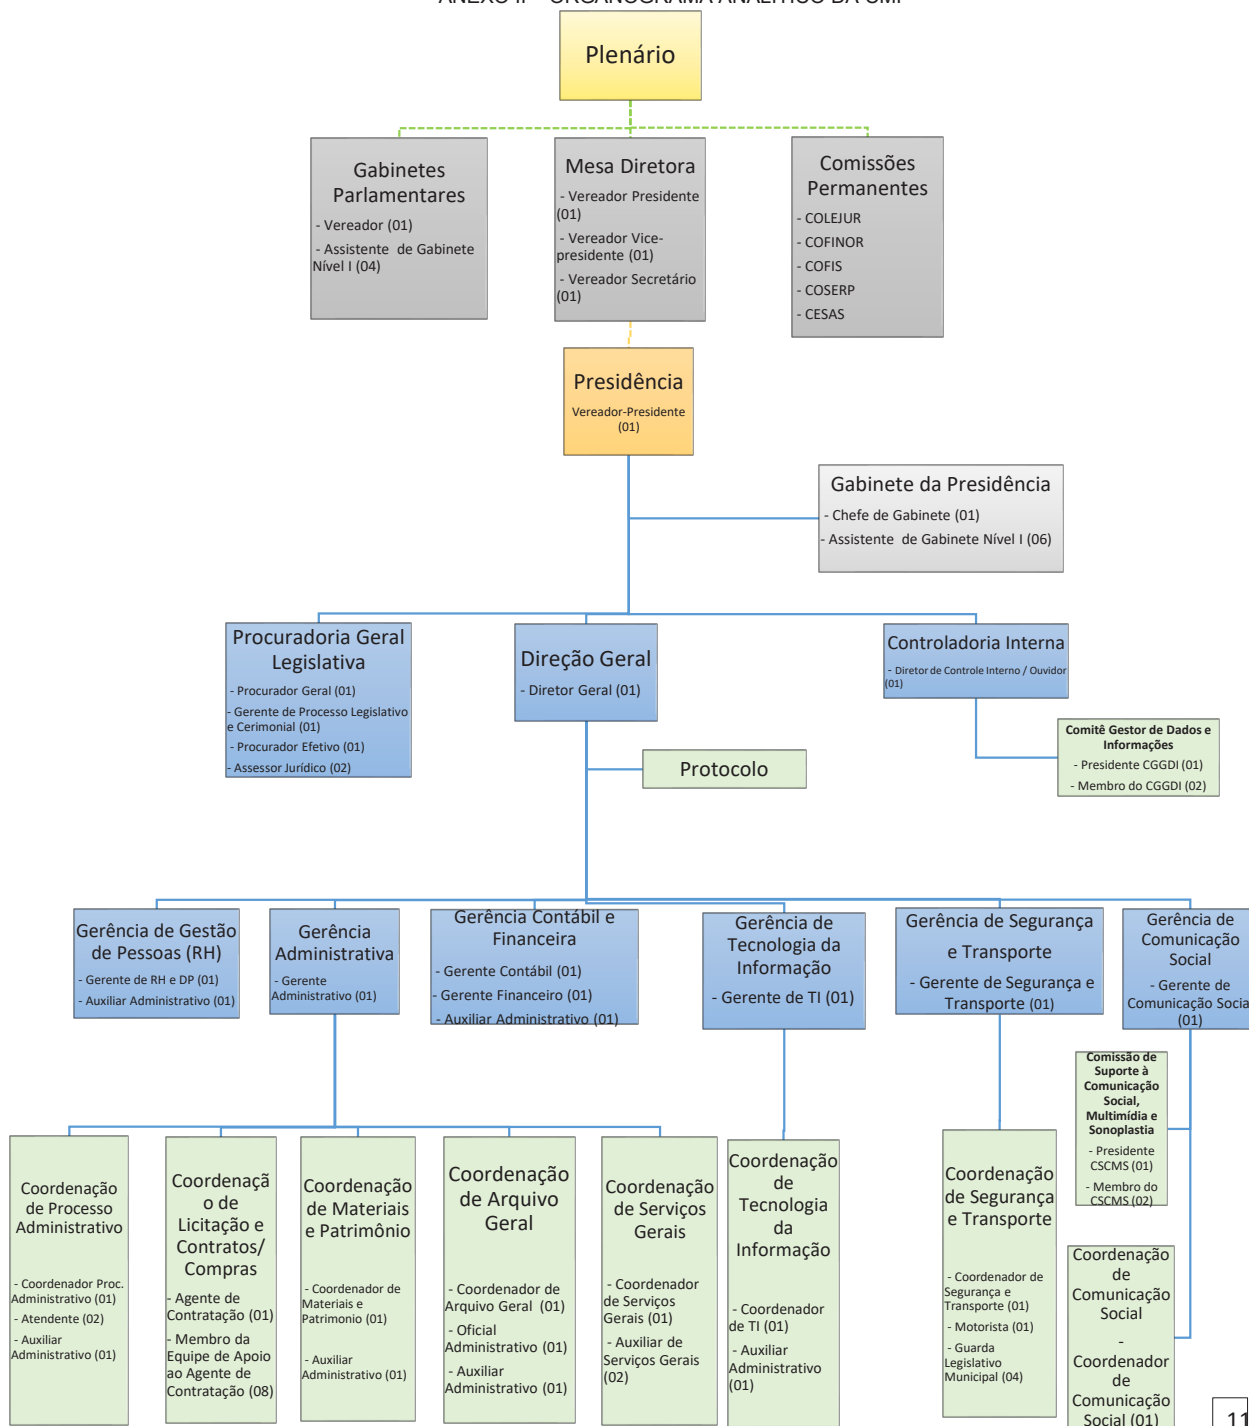 ANEXO II – ORGANOGRAMA ANALÍTICO DA CMI
Plenário
Gabinetes
Parlamentares
- Vereador (01)
- Assistente de Gabinete
Nível I (04)
Mesa Diretora
- Vereador Presidente
(01)
- Vereador Vice-
presidente (01)
- Vereador Secretário
(01)
Comissões
Permanentes
- COLEJUR
- COFINOR
- COFIS
- COSERP
- CESAS
Presidência
Vereador-Presidente
(01)
Gabinete da Presidência
- Chefe de Gabinete (01)
- Assistente de Gabinete Nível I (06)
Procuradoria Geral
Legislativa
- Procurador Geral (01)
- Gerente de Processo Legislativo
e Cerimonial (01)
- Procurador Efetivo (01)
- Assessor Jurídico (02)
Direção Geral
- Diretor Geral (01)
Controladoria Interna
- Diretor de Controle Interno / Ouvidor
(01)
Comitê Gestor de Dados e
Informações
- Presidente CGGDI (01)
- Membro do CGGDI (02)
Protocolo
Gerência de Gestão
de Pessoas (RH)
- Gerente de RH e DP (01)
- Auxiliar Administrativo (01)
Gerência
Administrativa
- Gerente
Administrativo (01)
Gerência Contábil e
Financeira
- Gerente Contábil (01)
- Gerente Financeiro (01)
- Auxiliar Administrativo (01)
Gerência de
Tecnologia da
Informação
- Gerente de TI (01)
Gerência de Segurança
e Transporte
- Gerente de Segurança e
Transporte (01)
Gerência de
Comunicação
Social
- Gerente de
Comunicação Social
(01)
Comissão de
Suporte à
Comunicação
Social,
Multimídia e
Sonoplastia
- Presidente
CSCMS (01)
- Membro do
CSCMS (02)
Coordenação
de Processo
Administrativo
- Coordenador Proc.
Administrativo (01)
- Atendente (02)
- Auxiliar
Administrativo (01)
Coordenaçã
o de
Licitação e
Contratos/
Compras
- Agente de
Contratação (01)
- Membro da
Equipe de Apoio
ao Agente de
Contratação (08)
Coordenação
de Materiais
e Patrimônio
- Coordenador de
Materiais e
Patrimonio (01)
- Auxiliar
Administrativo (01)
Coordenação
de Arquivo
Geral
- Coordenador de
Arquivo Geral (01)
- Oficial
Administrativo (01)
- Auxiliar
Administrativo (01)
Coordenação
de Serviços
Gerais
- Coordenador
de Serviços
Gerais (01)
- Auxiliar de
Serviços Gerais
(02)
Coordenação
de
Tecnologia
da
Informação
- Coordenador
de TI (01)
- Auxiliar
Administrativo
(01)
Coordenação
de Segurança
e Transporte
- Coordenador de
Segurança e
Transporte (01)
- Motorista (01)
- Guarda
Legislativo
Municipal (04)
Coordenação
de
Comunicação
Social
-
Coordenador
de
Comunicação
Social (01)
11